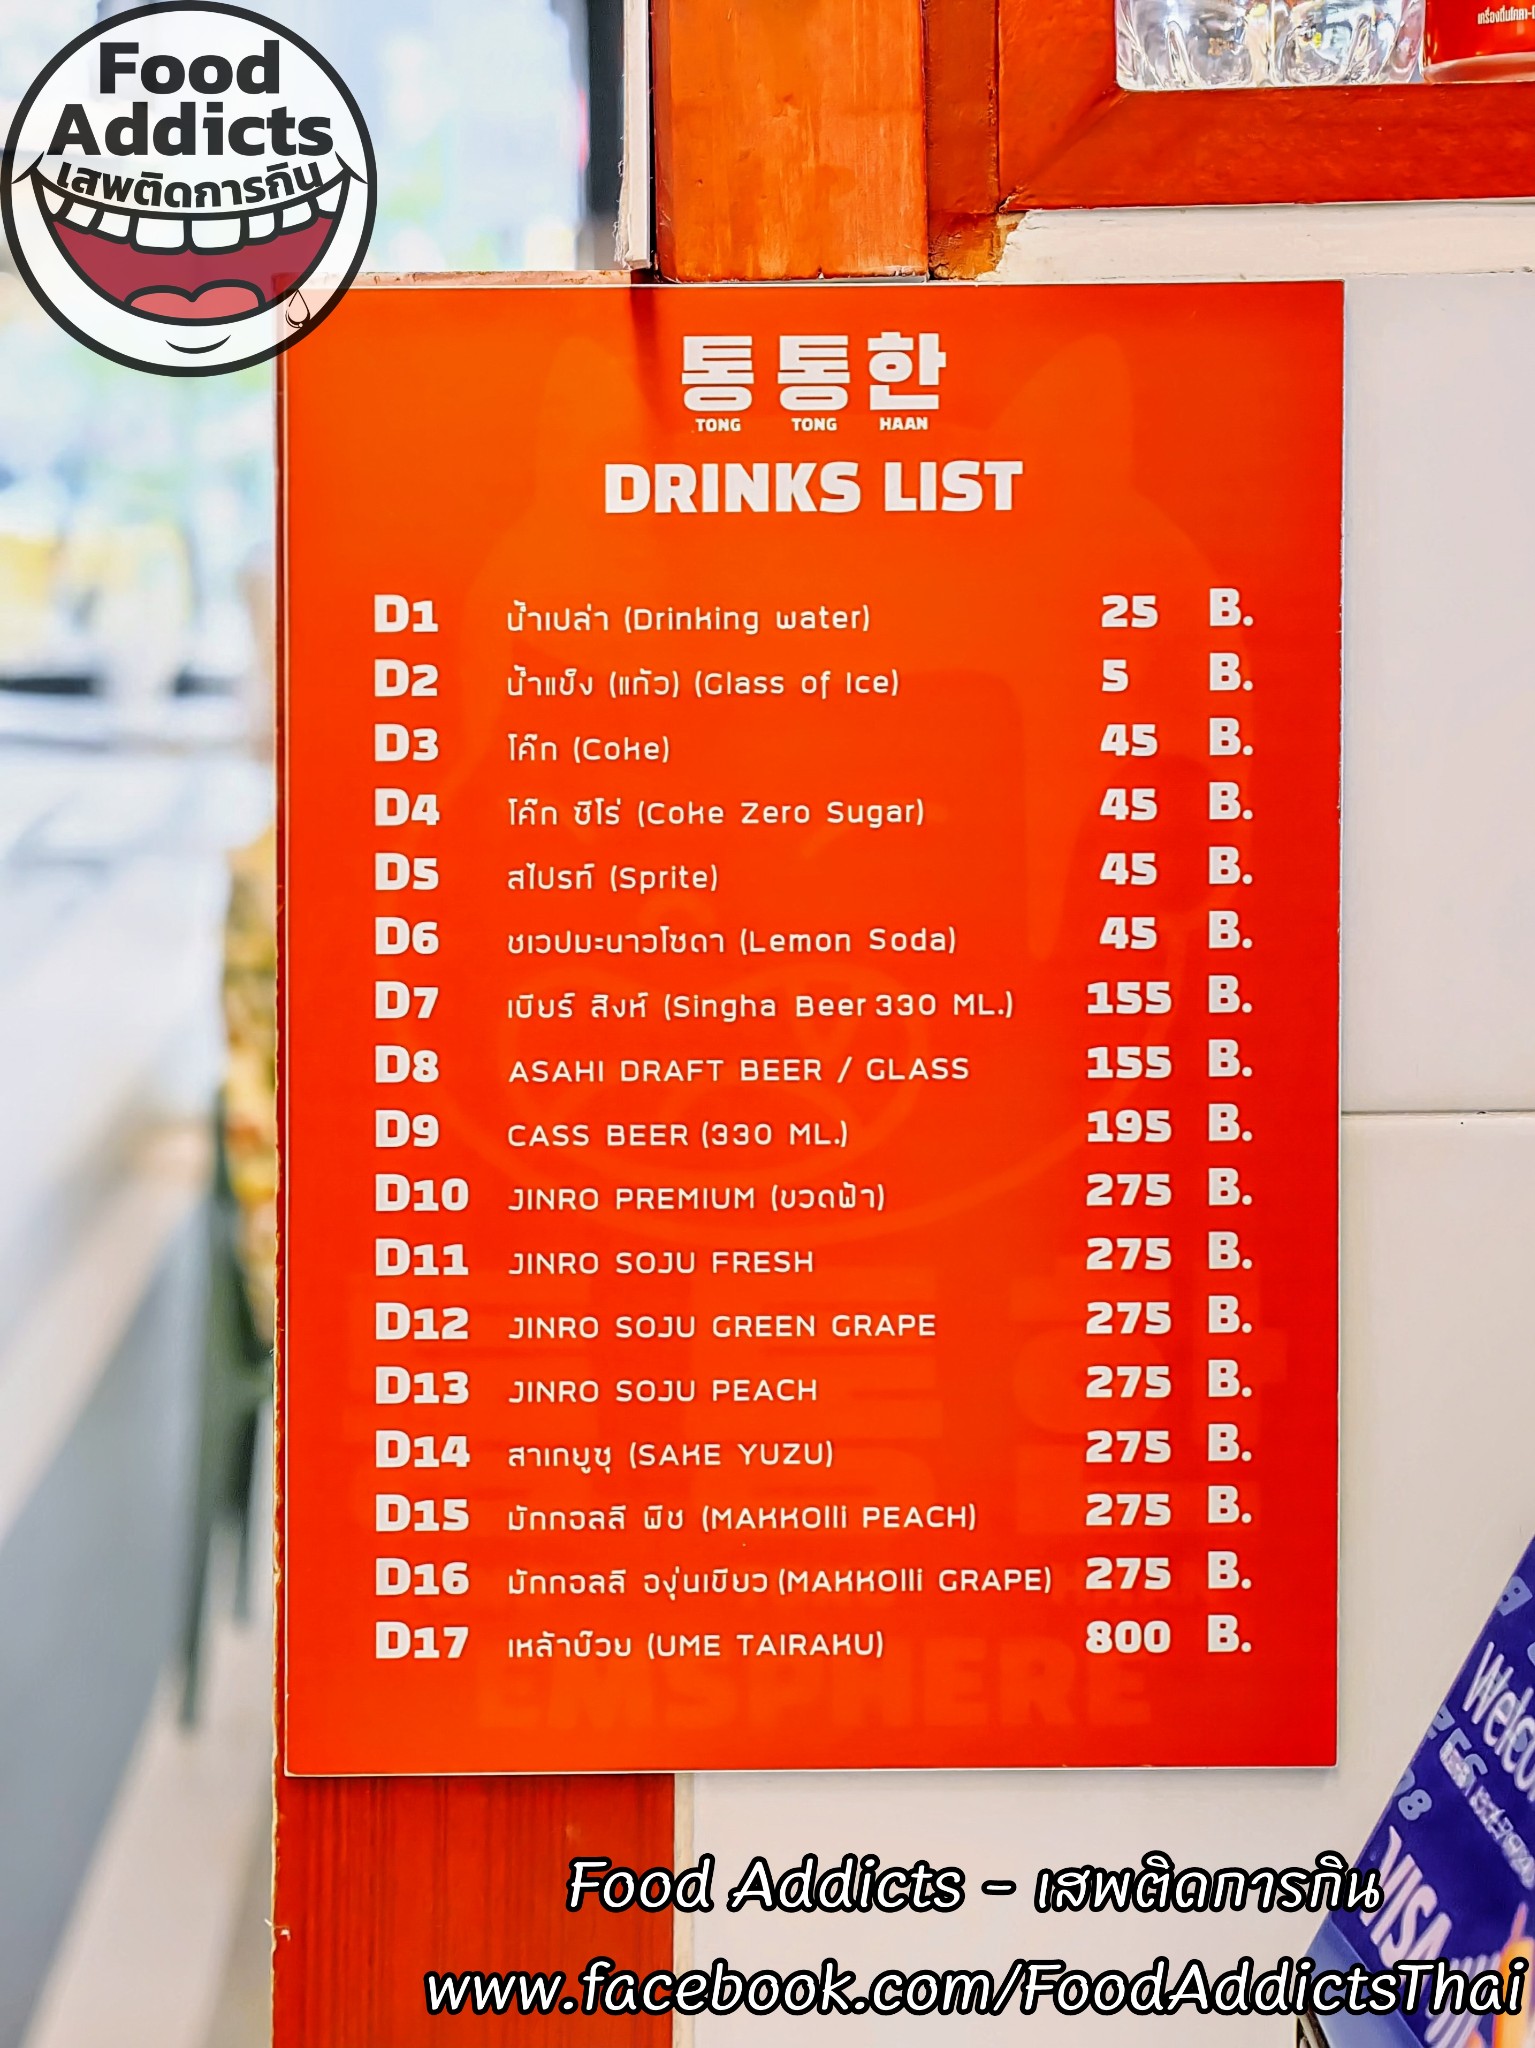 Food
Addicts
เสพติดการกิน
통 통 한
TONG TONG HAAN
DRINKS LIST
D1 น้ำเปล่า (Drinking water) 25 B.
D2 น้ำแข็ง (แก้ว) (Glass of Ice) 5 B.
D3 โค๊ก (Coke) 45 B.
D4 โค๊ก ซีโร่ (Coke Zero Sugar) 45 B.
D5 สไปรท์ (Sprite) 45 B.
D6 ชเวปมะนาวโซดา (Lemon Soda) 45 B.
D7 เบียร์ สิงห์ (Singha Beer 330 ML.) 155 B.
D8 ASAHI DRAFT BEER / GLASS 155 B.
D9 CASS BEER (330 ML.) 195 B.
D10 JINRO PREMIUM (ขวดฟ้า) 275 B.
D11 JINRO SOJU FRESH 275 B.
D12 JINRO SOJU GREEN GRAPE 275 B.
D13 JINRO SOJU PEACH 275 B.
D14 สาเกยูซุ (SAKE YUZU) 275 B.
D15 มักกอลลี พีช (MAKKOlli PEACH) 275 B.
D16 มักกอลลี องุ่นเขียว (MAKKOlli GRAPE) 275 B.
D17 เหล้าบ๊วย (UME TAIRAKU) 800 B.
EMSPHERE
VISA
Food Addicts - เสพติดการกิน
www.facebook.com/FoodAddictsThai